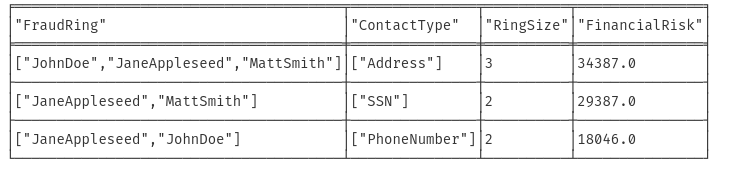 "FraudRing" "ContactType" "RingSize" "FinancialRisk"
["JohnDoe","JaneAppleseed","MattSmith"] ["Address"] 3 34387.0
["JaneAppleseed","MattSmith"] ["SSN"] 2 29387.0
["JaneAppleseed","JohnDoe"] ["PhoneNumber"] 2 18046.0